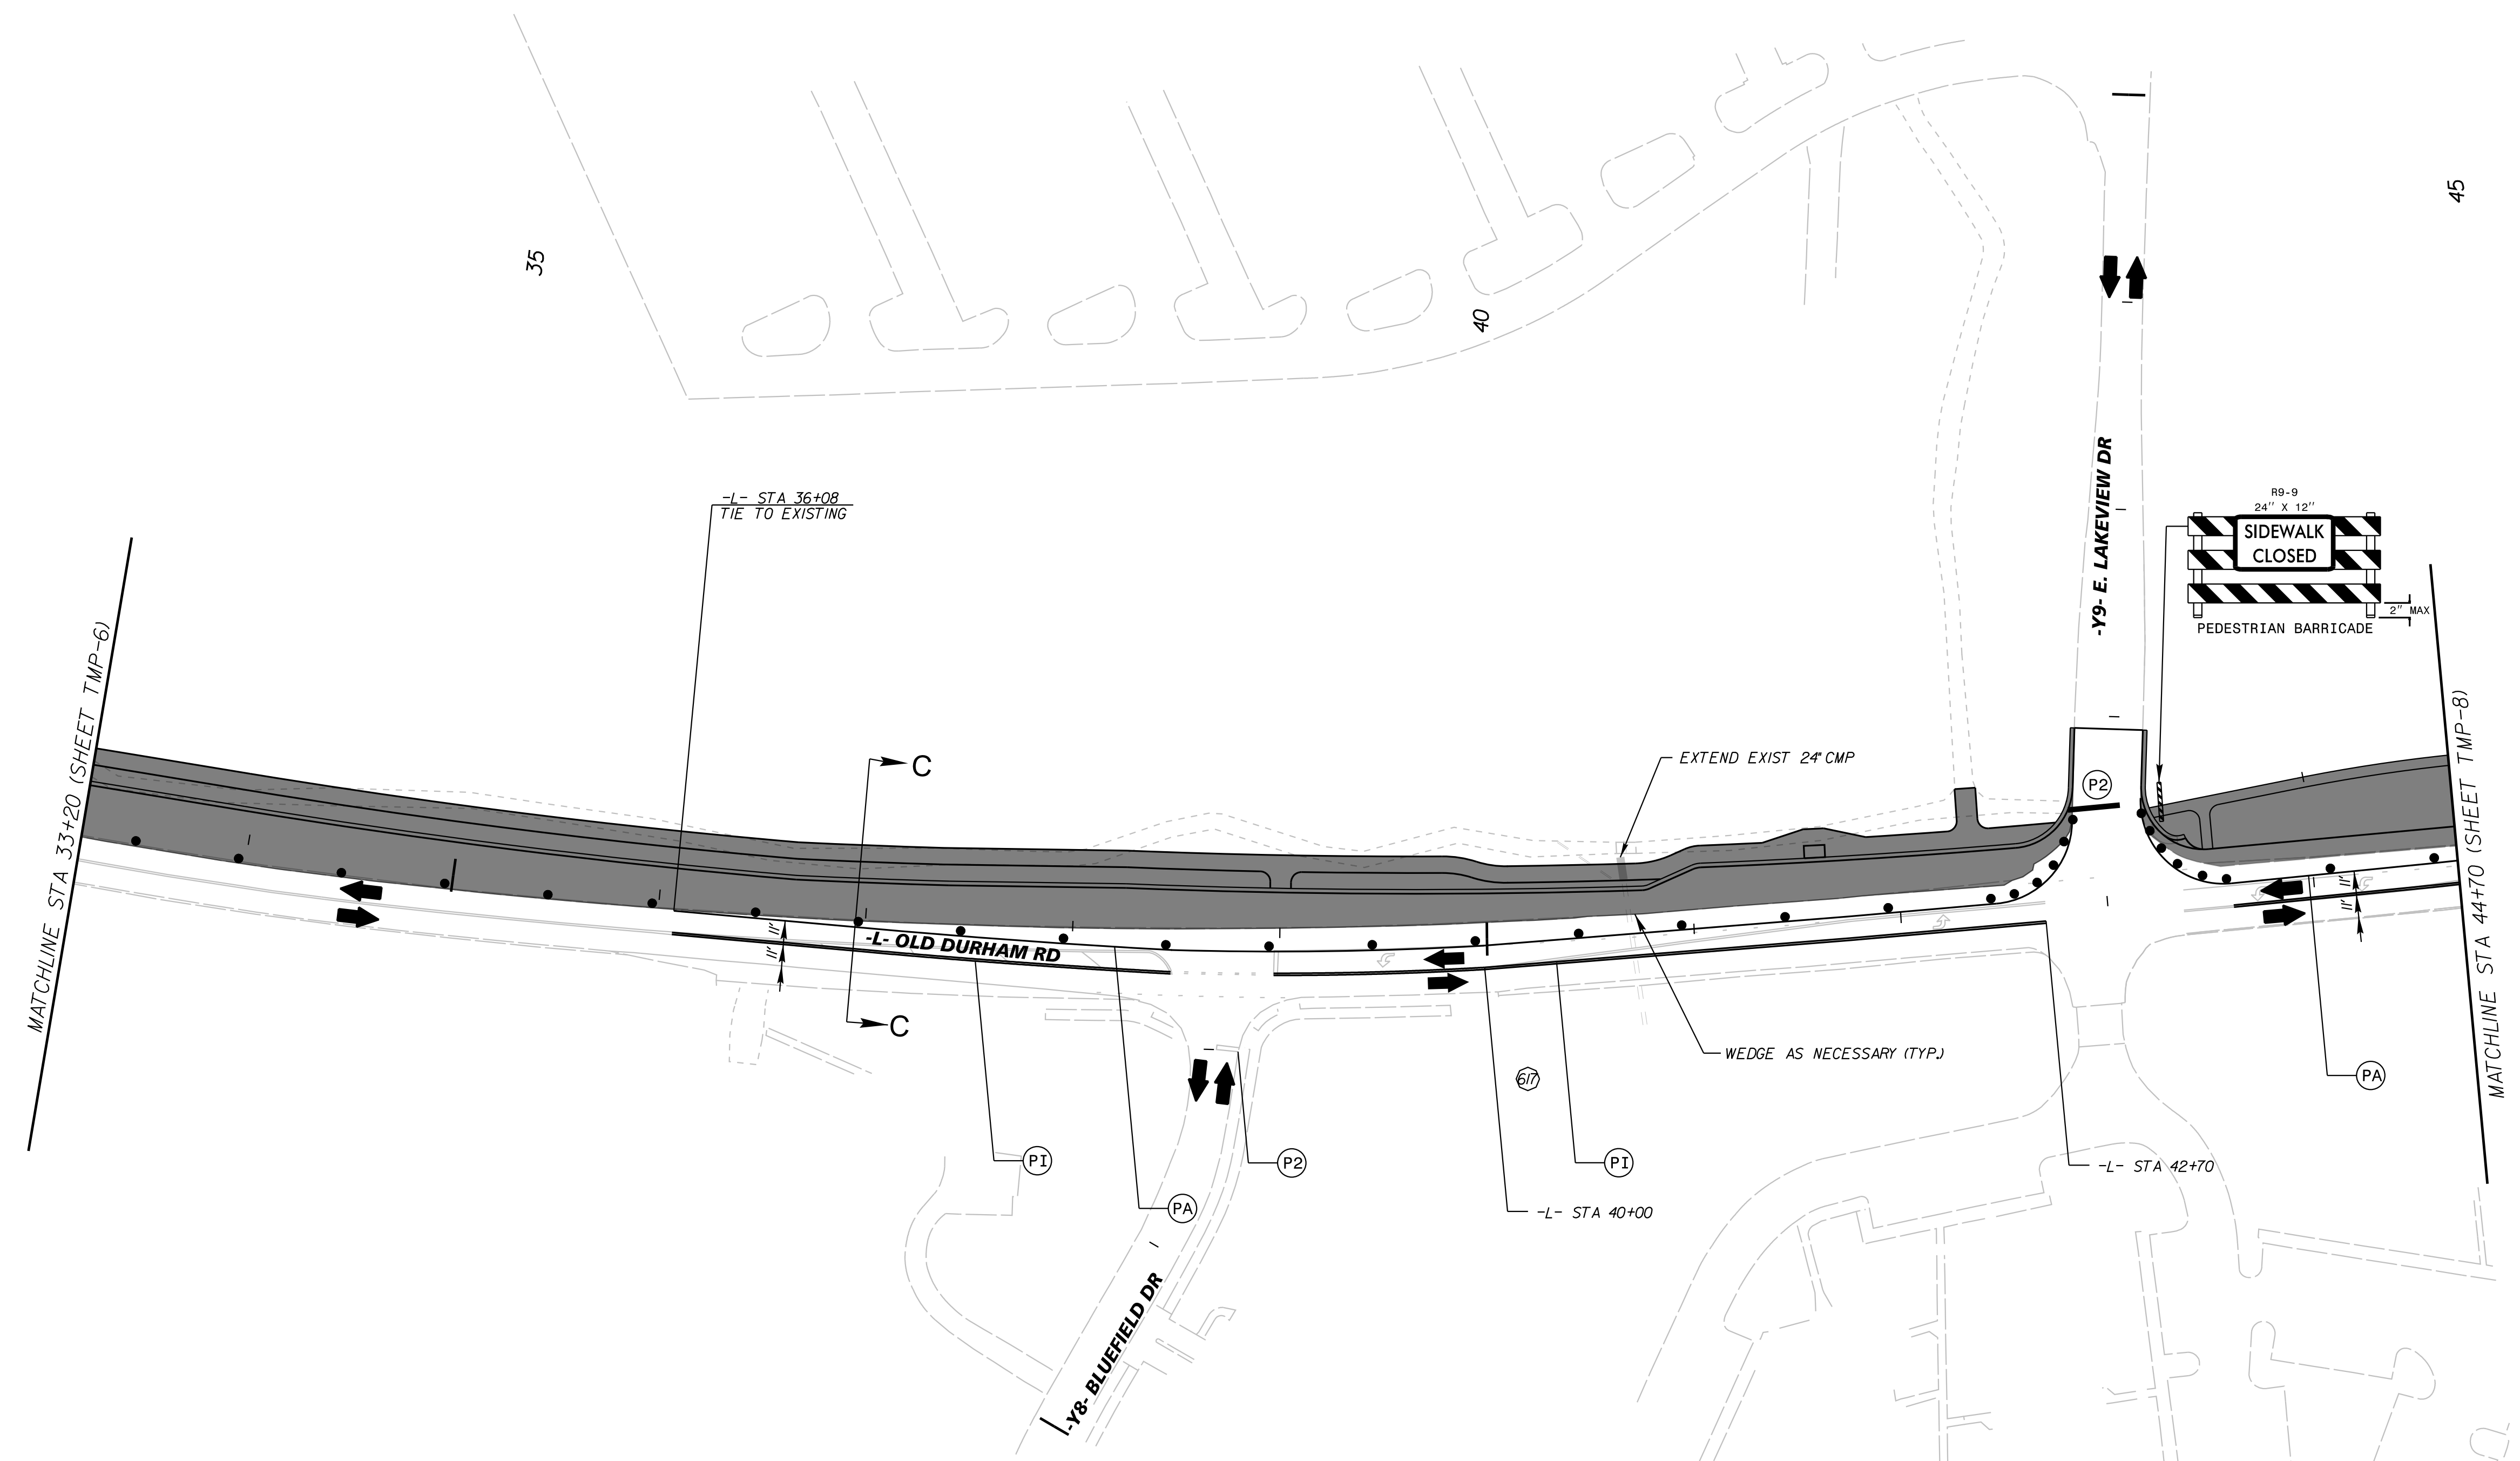 35
40
45
-L- STA 36+08
TIE TO EXISTING
-Y9- E. LAKEVIEW DR
R9-9
24" X 12"
SIDEWALK
CLOSED
2" MAX
PEDESTRIAN BARRICADE
MATCHLINE STA 33+20 (SHEET TMP-6)
MATCHLINE STA 44+70 (SHEET TMP-8)
C
EXTEND EXIST 24" CMP
P2
11'
11'
-L- OLD DURHAM RD
11'
11'
C
WEDGE AS NECESSARY (TYP.)
617
PA
PI
P2
PI
-L- STA 42+70
PA
-L- STA 40+00
-Y8- BLUEFIELD DR